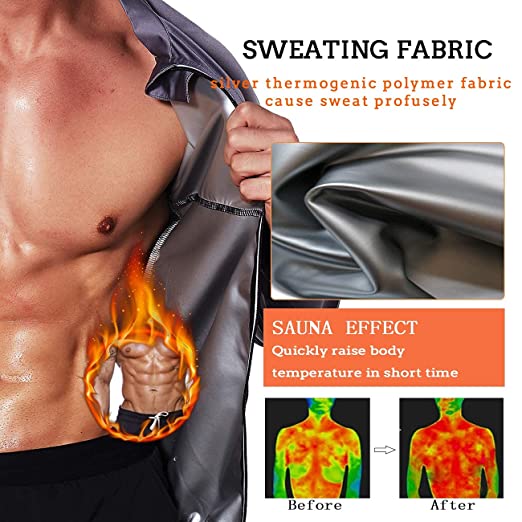 SWEATING FABRIC
silver thermogenic polymer fabric
cause sweat profusely
SAUNA EFFECT
Quickly raise body
temperature in short time
Before
After